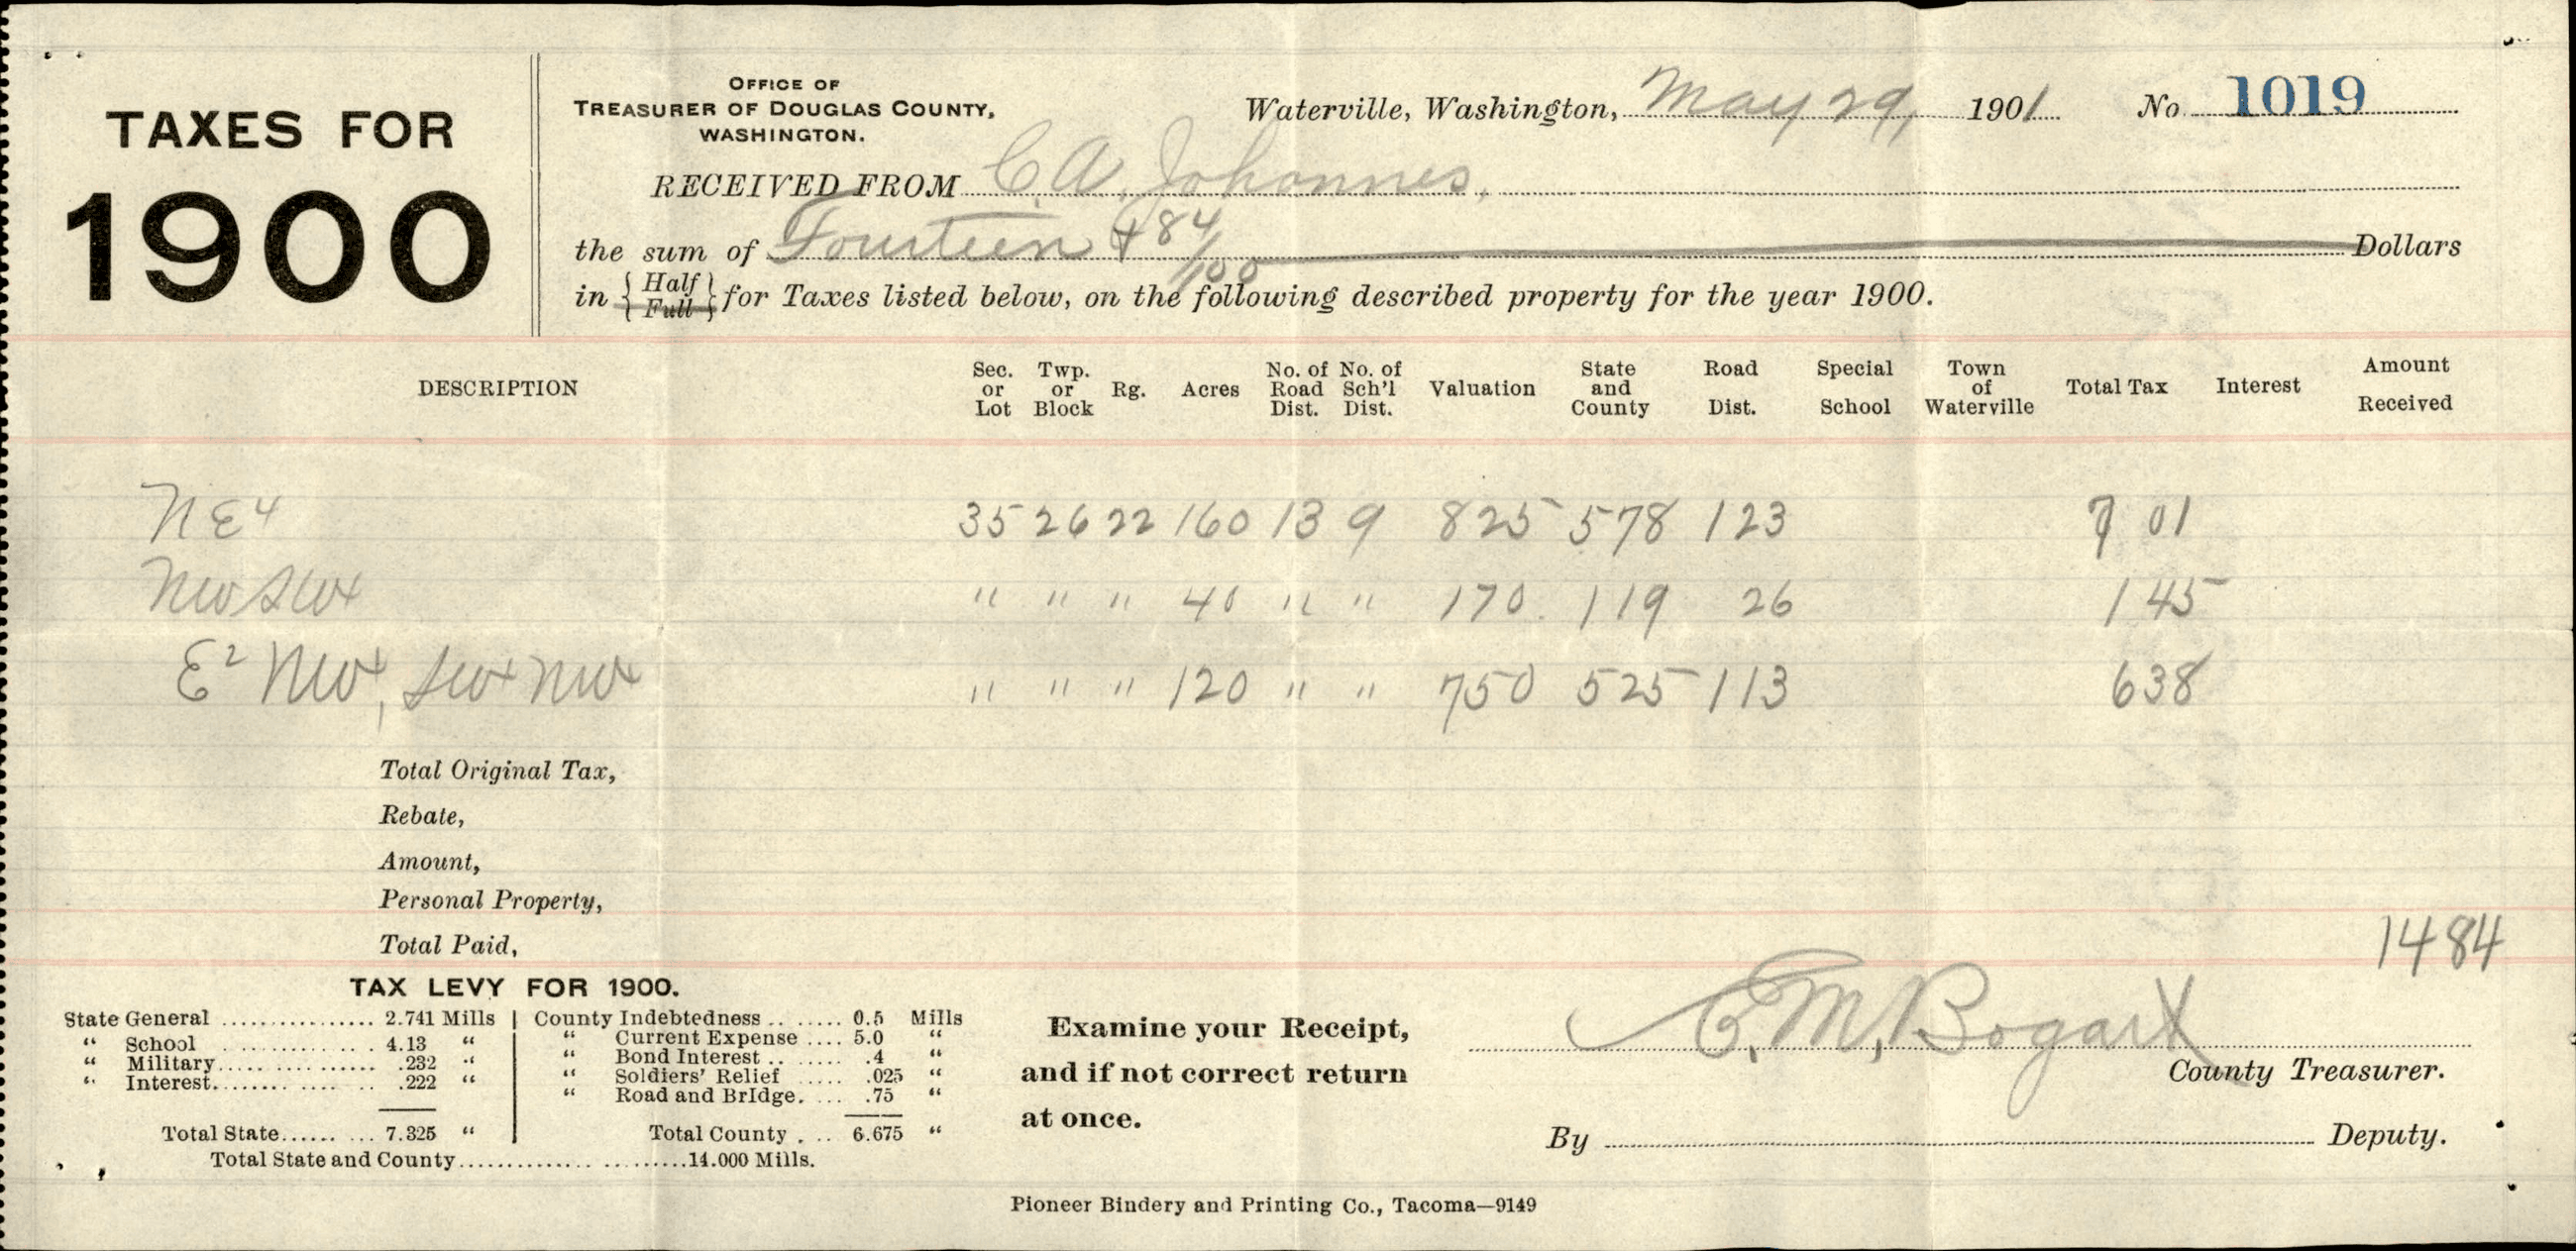 TAXES FOR
1900
OFFICE OF
TREASURER OF DOUGLAS COUNTY,
WASHINGTON.
Waterville, Washington, May 29, 1901 No. 1019
RECEIVED FROM C. A. Johannes,
the sum of Fourteen & 84/100 Dollars
in { Half Full } for Taxes listed below, on the following described property for the year 1900.
DESCRIPTION Sec. or Lot Twp. or Block Rg. Acres No. of Road Dist. No. of Sch'l Dist. Valuation State and County Road Dist. Special School Town of Waterville Total Tax Interest Amount Received
NE4 35 26 22 160 13 9 825 578 123 7 01
NW SW " " " 40 " " 170 119 26 1 45
E2 NW, SW NW " " " 120 " " 750 525 113 638
Total Original Tax,
Rebate,
Amount,
Personal Property,
Total Paid, 1484
TAX LEVY FOR 1900.
State General 2.741 Mills
" School 4.13 "
" Military .232 "
" Interest .222 "
Total State 7.325 "
County Indebtedness 0.5 Mills
" Current Expense 5.0 "
" Bond Interest .4 "
" Soldiers' Relief .025 "
" Road and BrIdge. .75 "
Total County 6.675 "
Total State and County 14.000 Mills.
Examine your Receipt,
and if not correct return
at once.
E. M. Bogart
County Treasurer.
By Deputy.
Pioneer Bindery and Printing Co., Tacoma—9149